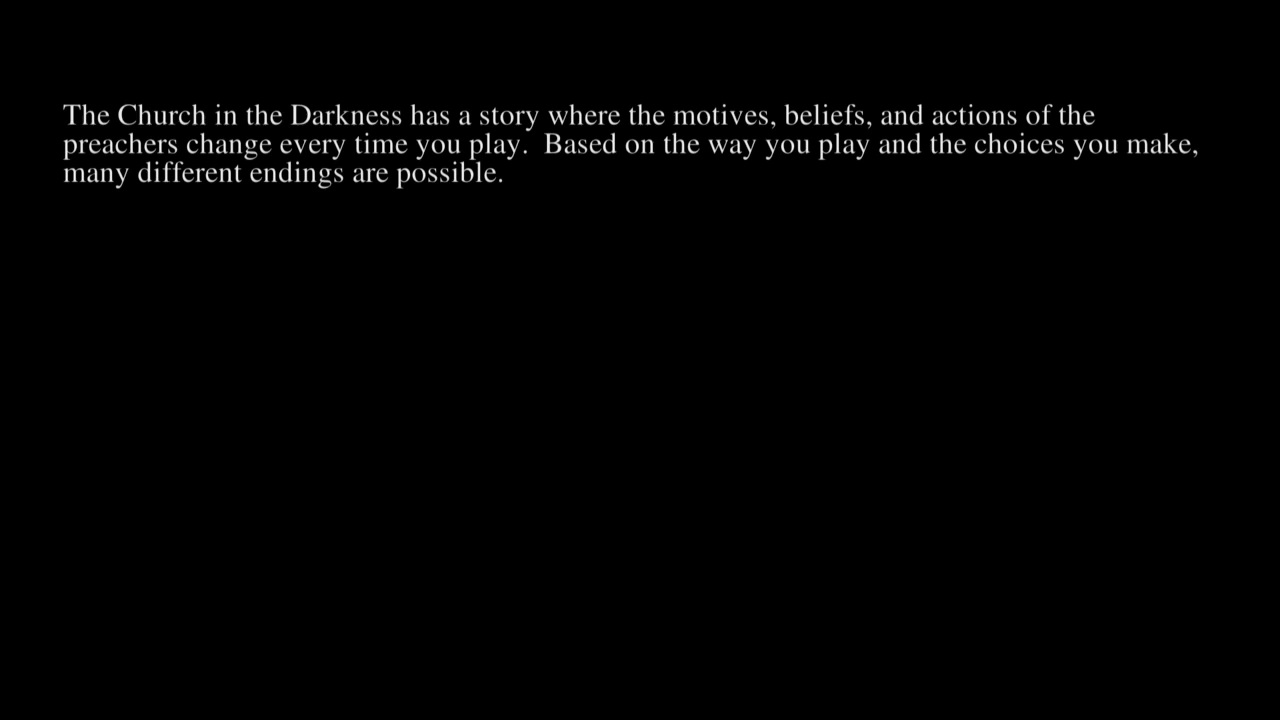 The Church in the Darkness has a story where the motives, beliefs, and actions of the
preachers change every time you play.  Based on the way you play and the choices you make,
many different endings are possible.